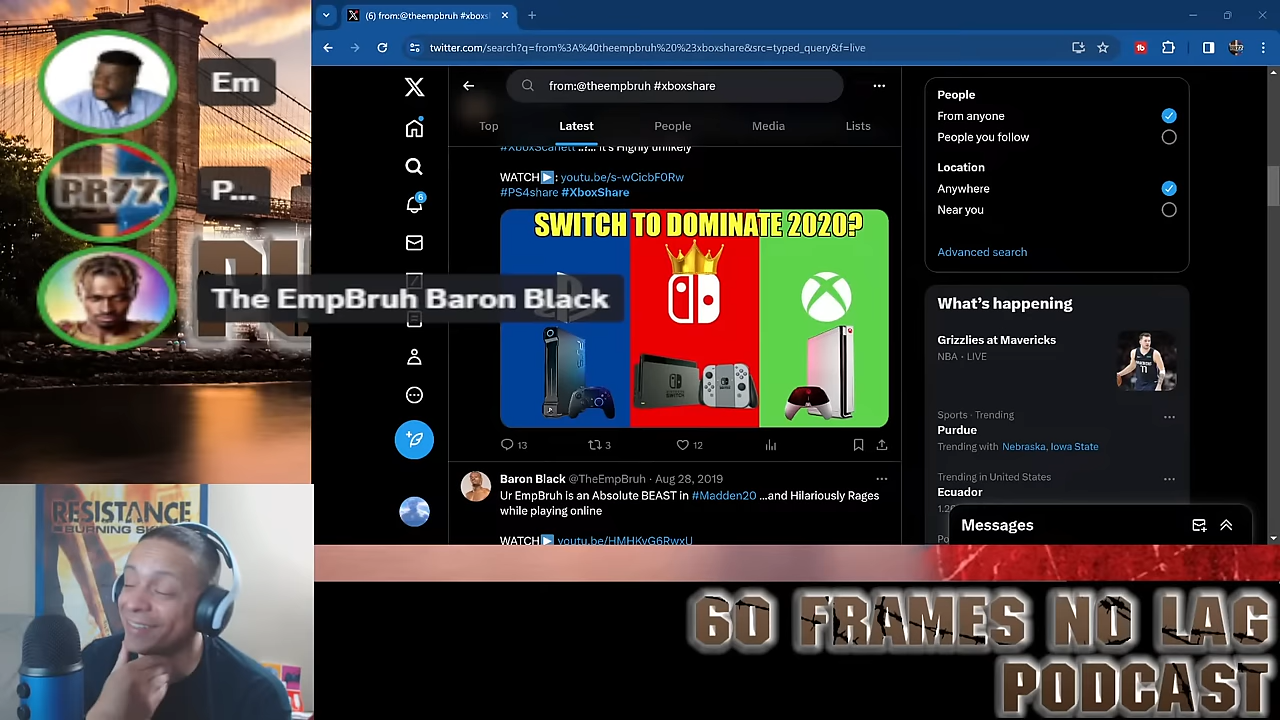 (6) from:@theempbruh #xboxsl
twitter.com/search?q=from%3A%40theempbruh%20%23xboxshare&src=typed_query&f=live
from:@theempbruh #xboxshare
Top
Latest
People
Media
Lists
#XboxScarlett ..!... It's Highly unlikely
WATCH▶: youtu.be/s-wCicbF0Rw
#PS4share #XboxShare
SWITCH TO DOMINATE 2020?
13
3
12
Baron Black @TheEmpBruh · Aug 28, 2019
Ur EmpBruh is an Absolute BEAST in #Madden20 ...and Hilariously Rages
while playing online
WATCH▶ youtu.be/HMHKyG6RwxU
People
From anyone
People you follow
Location
Anywhere
Near you
Advanced search
What's happening
Grizzlies at Mavericks
NBA · LIVE
Sports · Trending
Purdue
Trending with Nebraska, Iowa State
Trending in United States
Ecuador
Messages
6
Em
PR77
P...
The EmpBruh Baron Black
RESISTANCE
60 FRAMES NO LAG
PODCAST